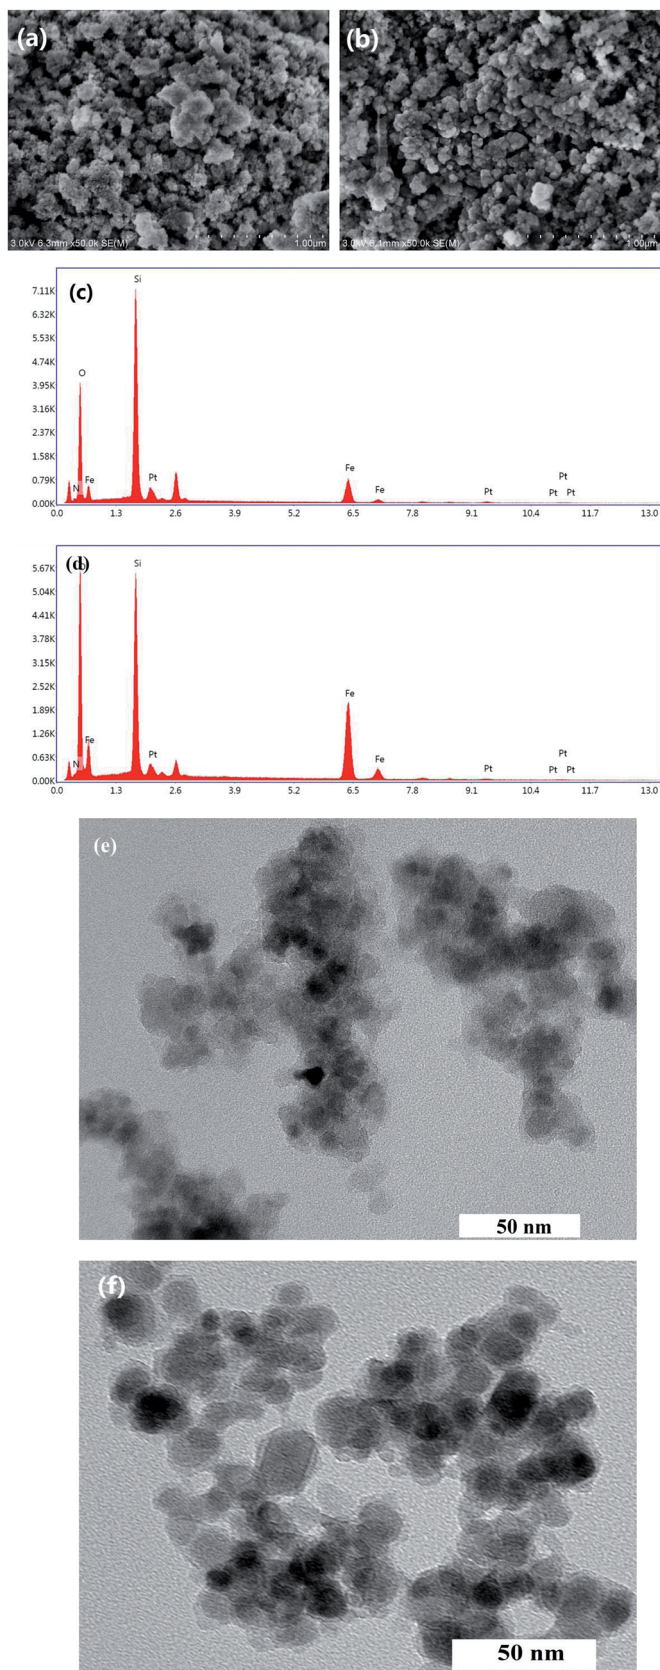 (a)
3.0kV 6.3mm x50.0k SE(M)
1.00μm
(b)
3.0kV 6.1mm x50.0k SE(M)
1.00μm
(c)
7.11K
6.32K
5.53K
4.74K
3.95K
3.16K
2.37K
1.58K
0.79K
0.00K
Si
O
N
Fe
Pt
Fe
Fe
Pt
Pt
Pt
Pt
0.0 1.3 2.6 3.9 5.2 6.5 7.8 9.1 10.4 11.7 13.0
(d)
5.67K
5.04K
4.41K
3.78K
3.15K
2.52K
1.89K
1.26K
0.63K
0.00K
O
Si
N
Fe
Pt
Fe
Fe
Pt
Pt
Pt
Pt
0.0 1.3 2.6 3.9 5.2 6.5 7.8 9.1 10.4 11.7 13.0
(e)
50 nm
(f)
50 nm